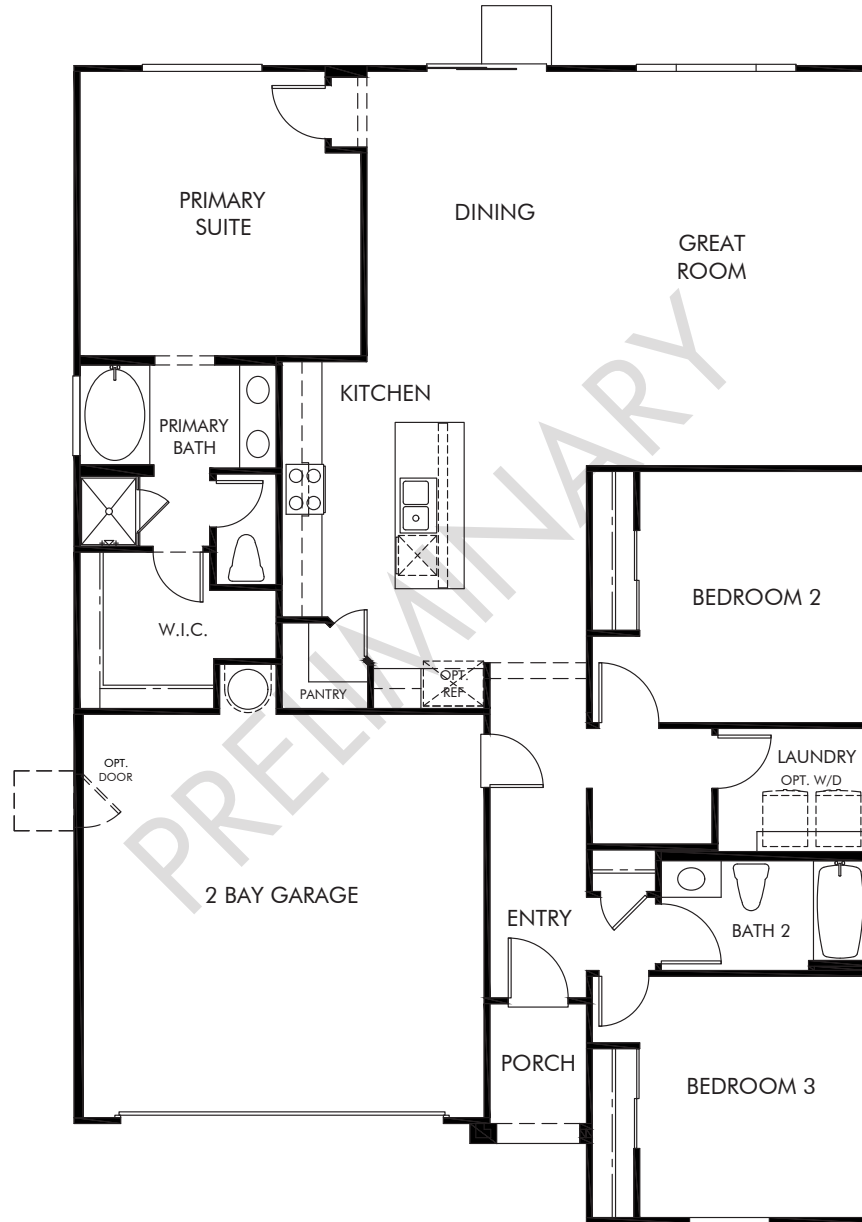 PRIMARY
SUITE
DINING
GREAT
ROOM
KITCHEN
PRIMARY
BATH
W.I.C.
PANTRY
OPT.
REF
BEDROOM 2
OPT.
DOOR
LAUNDRY
OPT. W/D
2 BAY GARAGE
ENTRY
BATH 2
PORCH
BEDROOM 3
PRELIMINARY